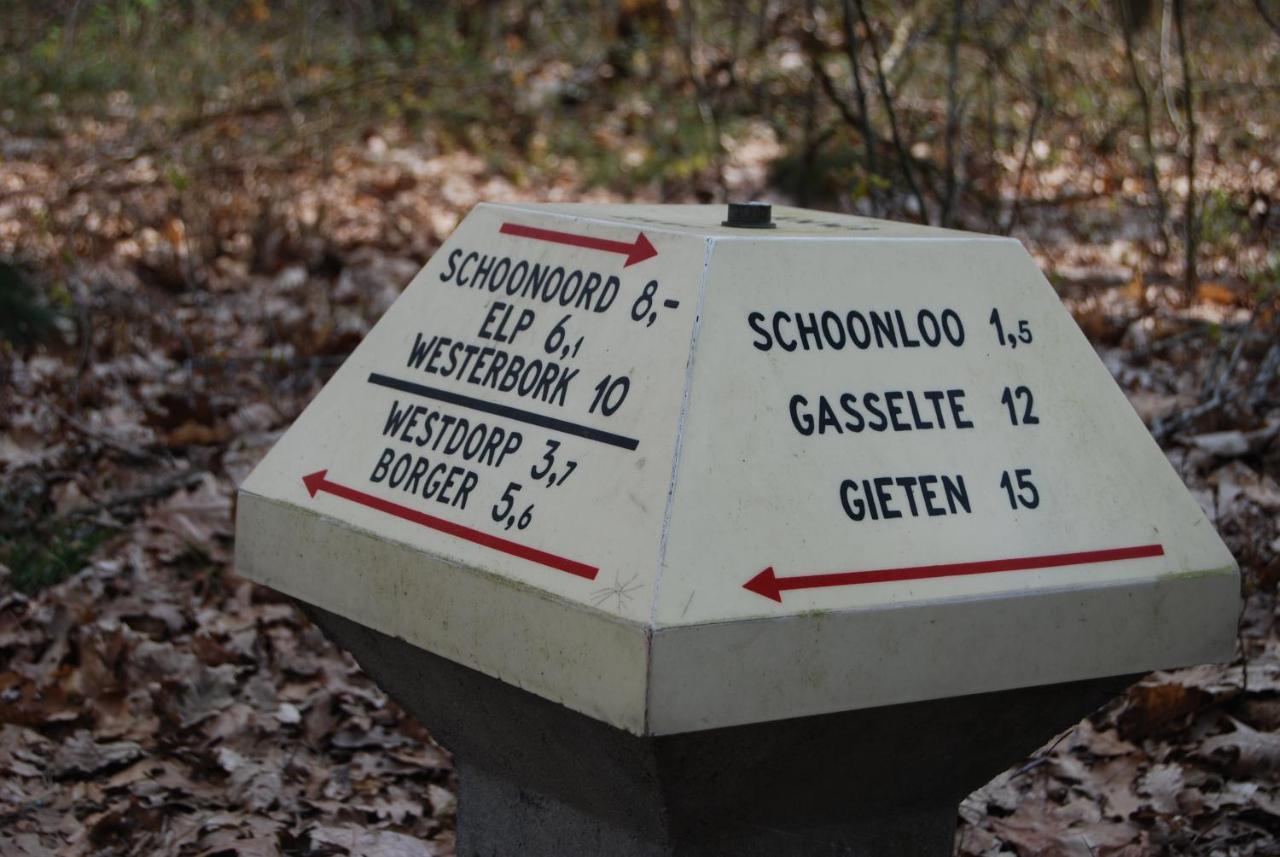 SCHOONOORD 8,-
ELP 6,1
WESTERBORK 10
WESTDORP 3,7
BORGER 5,6
SCHOONLOO 1,5
GASSELTE 12
GIETEN 15